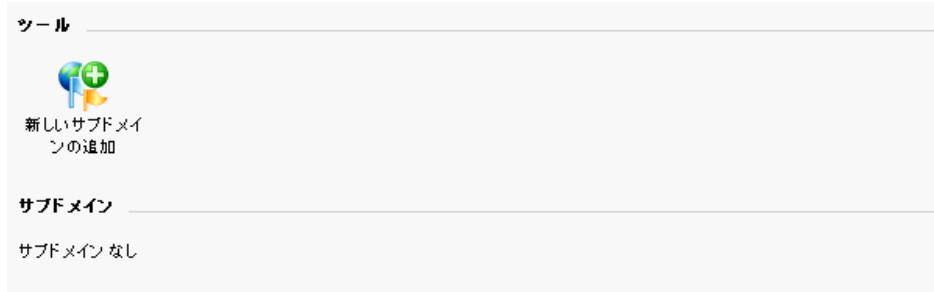 ツール
新しいサブドメイ
ンの追加
サブドメイン
サブドメイン なし